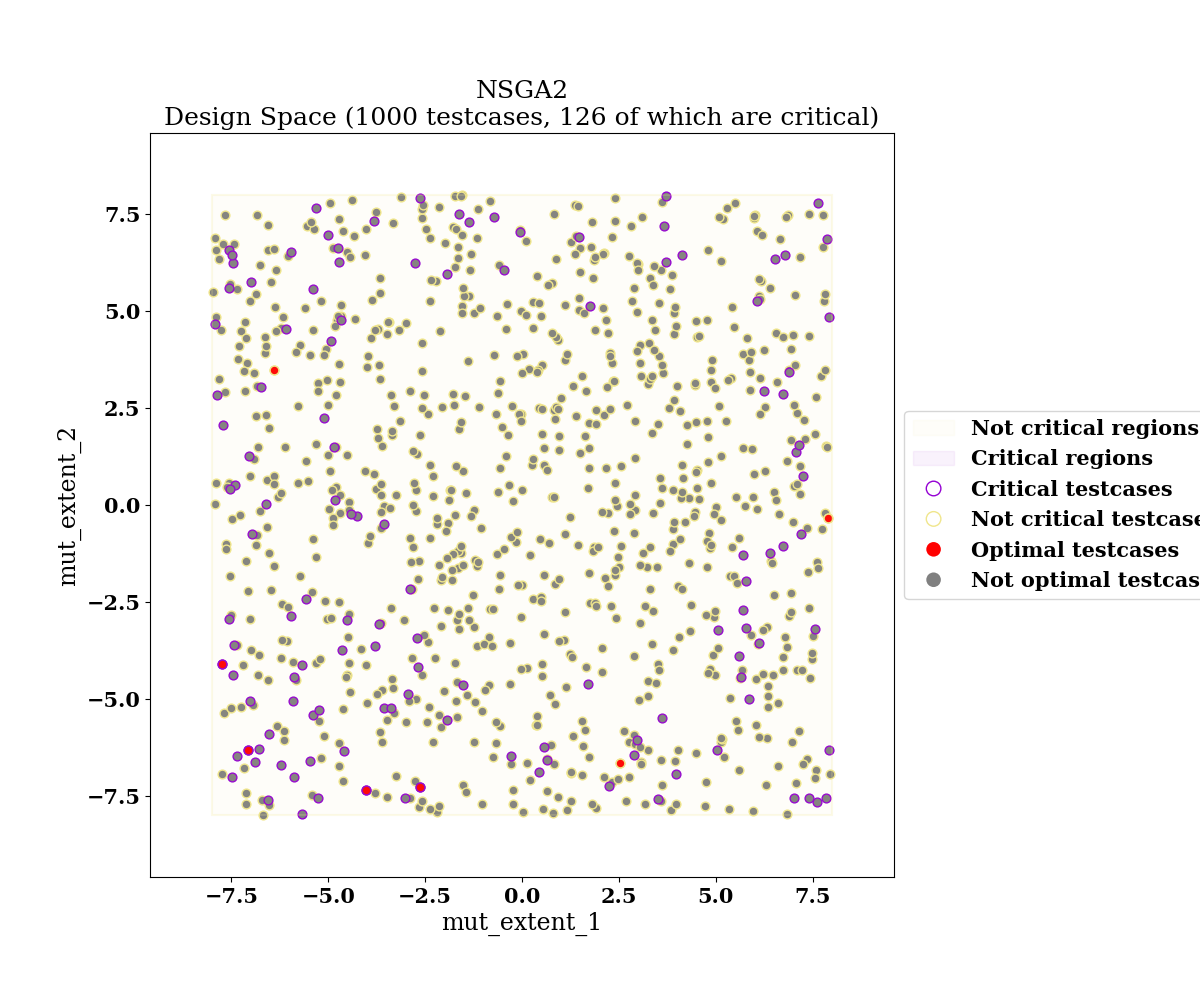 NSGA2
Design Space (1000 testcases, 126 of which are critical)
7.5
5.0
2.5
0.0
−2.5
−5.0
−7.5
mut_extent_2
−7.5 −5.0 −2.5 0.0 2.5 5.0 7.5
mut_extent_1
Not critical regions
Critical regions
Critical testcases
Not critical testcase
Optimal testcases
Not optimal testcas